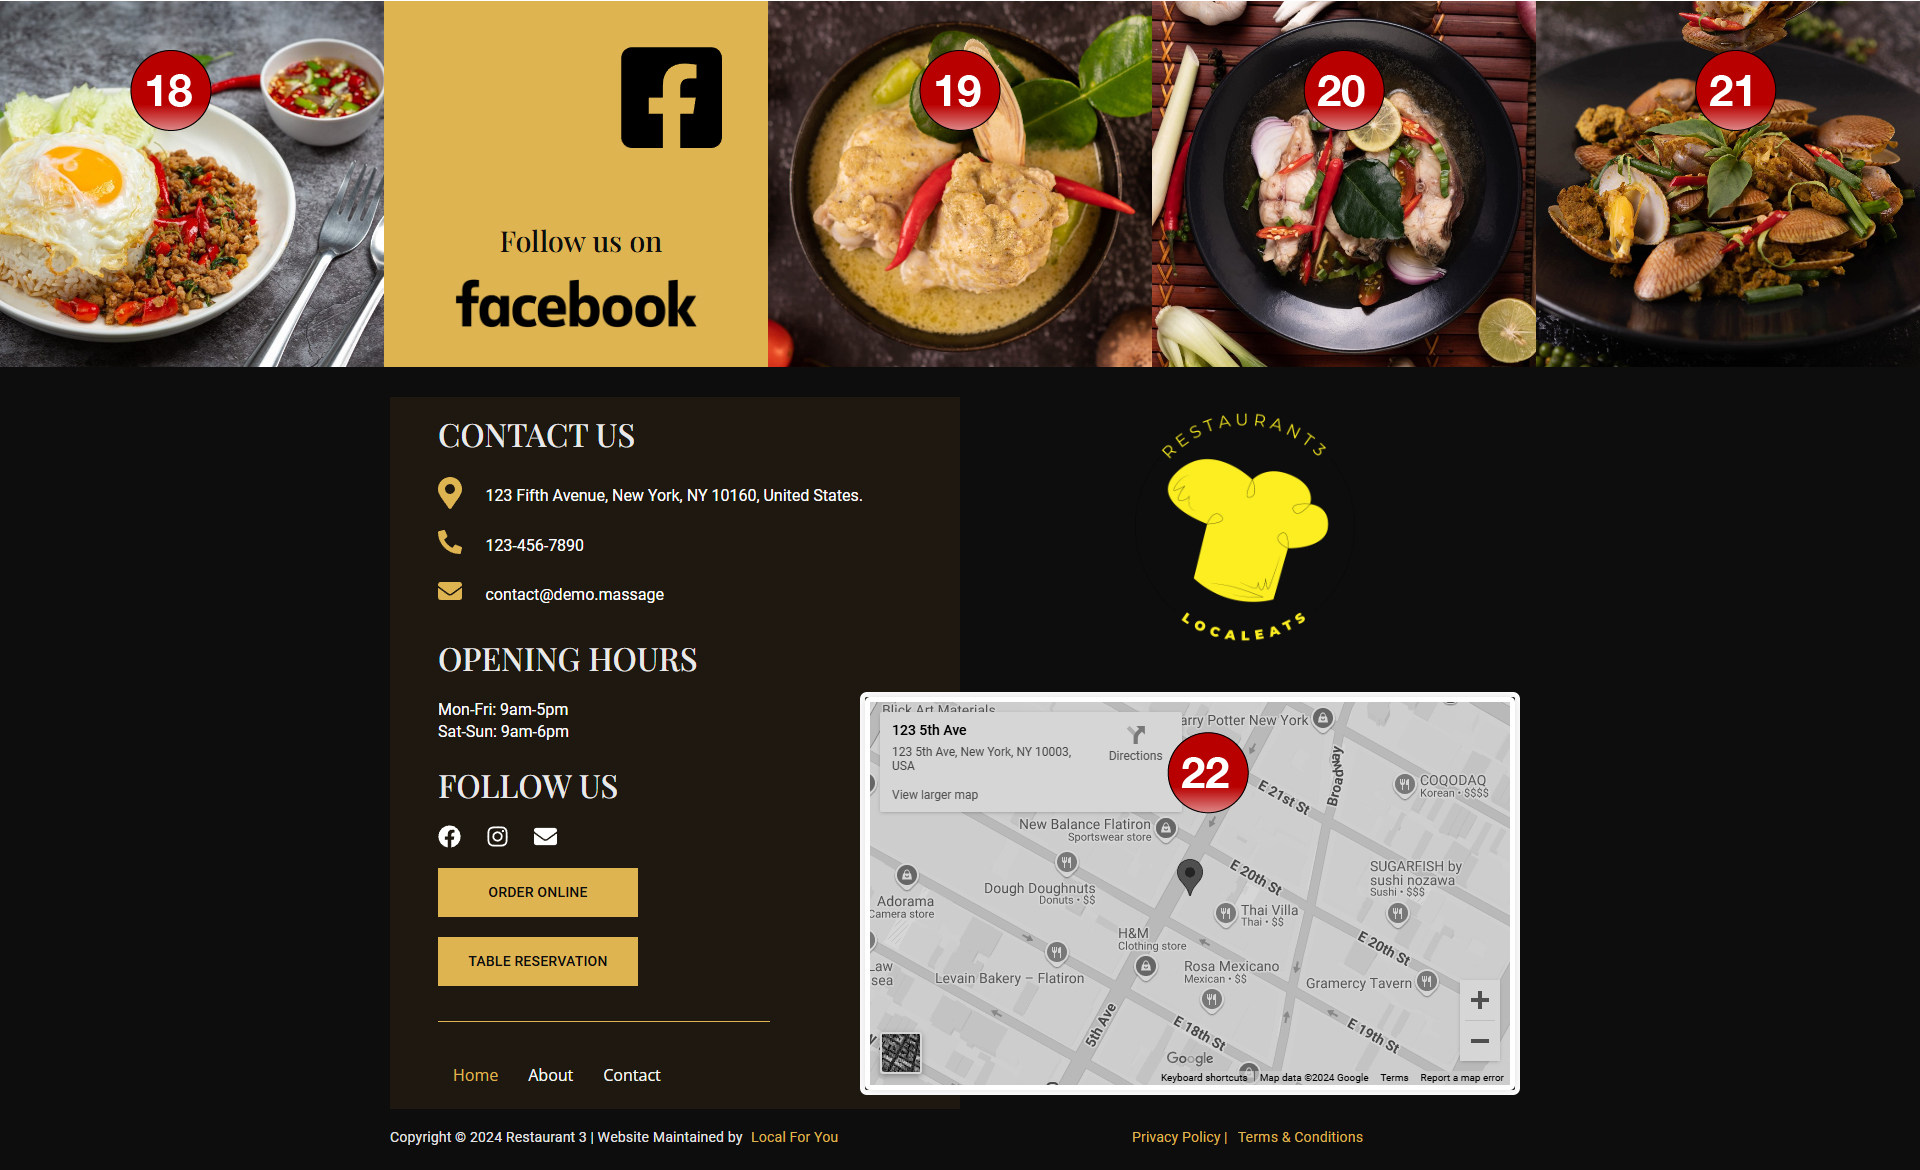 18
19
20
21
Follow us on
facebook
CONTACT US
123 Fifth Avenue, New York, NY 10160, United States.
123-456-7890
contact@demo.massage
OPENING HOURS
Mon-Fri: 9am-5pm
Sat-Sun: 9am-6pm
FOLLOW US
ORDER ONLINE
TABLE RESERVATION
Home About Contact
RESTAURANT3
LOCALEATS
Blick Art Materials
123 5th Ave
123 5th Ave, New York, NY 10003,
USA
Directions
View larger map
22
arry Potter New York
Broadway
E 21st St
COQODAQ
Korean • $$$$
New Balance Flatiron
Sportswear store
E 20th St
SUGARFISH by
sushi nozawa
Sushi • $$$
Dough Doughnuts
Donuts • $$
Adorama
Camera store
Thai Villa
Thai • $$
H&M
Clothing store
E 20th St
Law
sea
Levain Bakery – Flatiron
Rosa Mexicano
Mexican • $$
Gramercy Tavern
5th Ave
E 18th St
E 19th St
Google
Keyboard shortcuts Map data ©2024 Google Terms Report a map error
Copyright © 2024 Restaurant 3 | Website Maintained by Local For You
Privacy Policy | Terms & Conditions